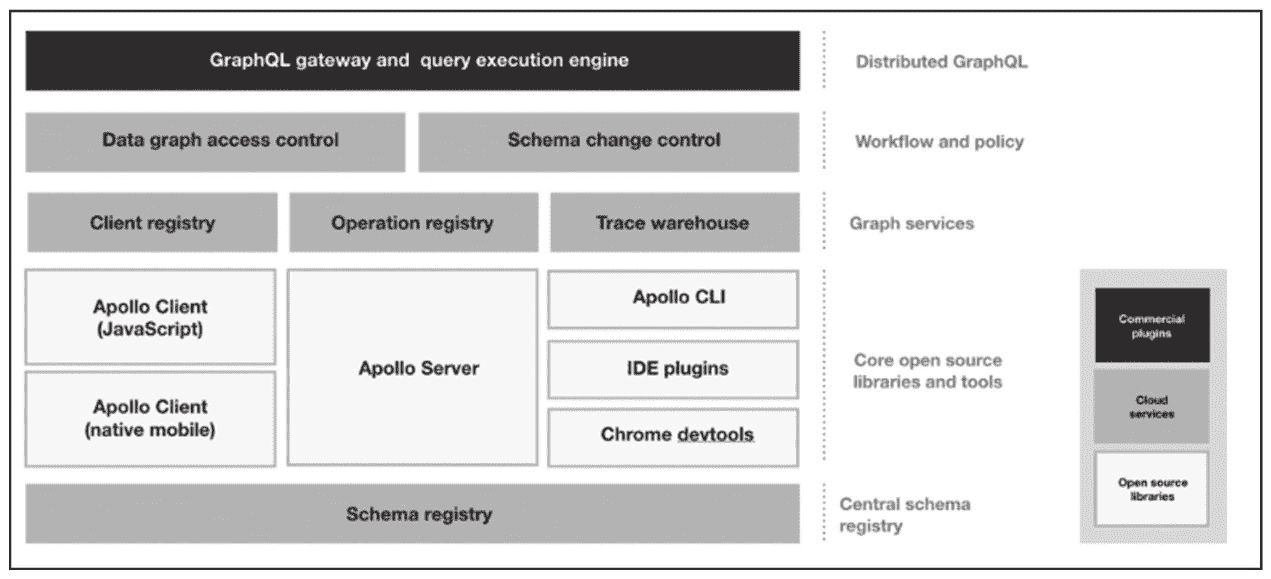 GraphQL gateway and query execution engine
Distributed GraphQL
Data graph access control
Schema change control
Workflow and policy
Client registry
Operation registry
Trace warehouse
Graph services
Apollo Client
(JavaScript)
Apollo Client
(native mobile)
Apollo Server
Apollo CLI
IDE plugins
Chrome devtools
Core open source
libraries and tools
Commercial
plugins
Cloud
services
Open source
libraries
Schema registry
Central schema
registry